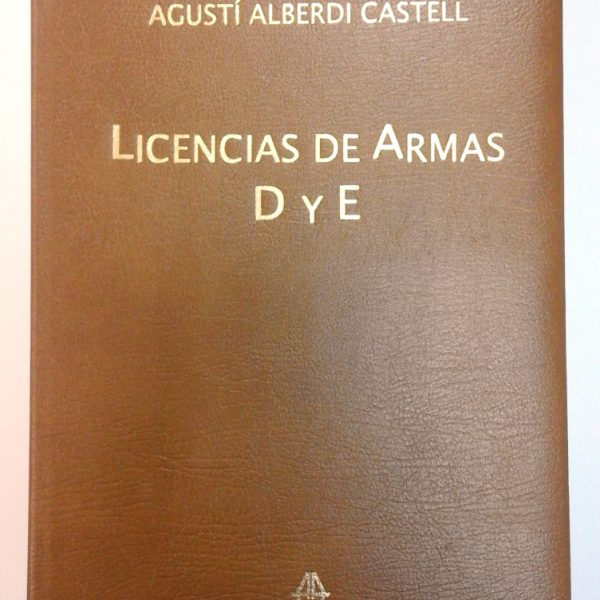 AGUSTÍ ALBERDI CASTELL
LICENCIAS DE ARMAS
D Y E